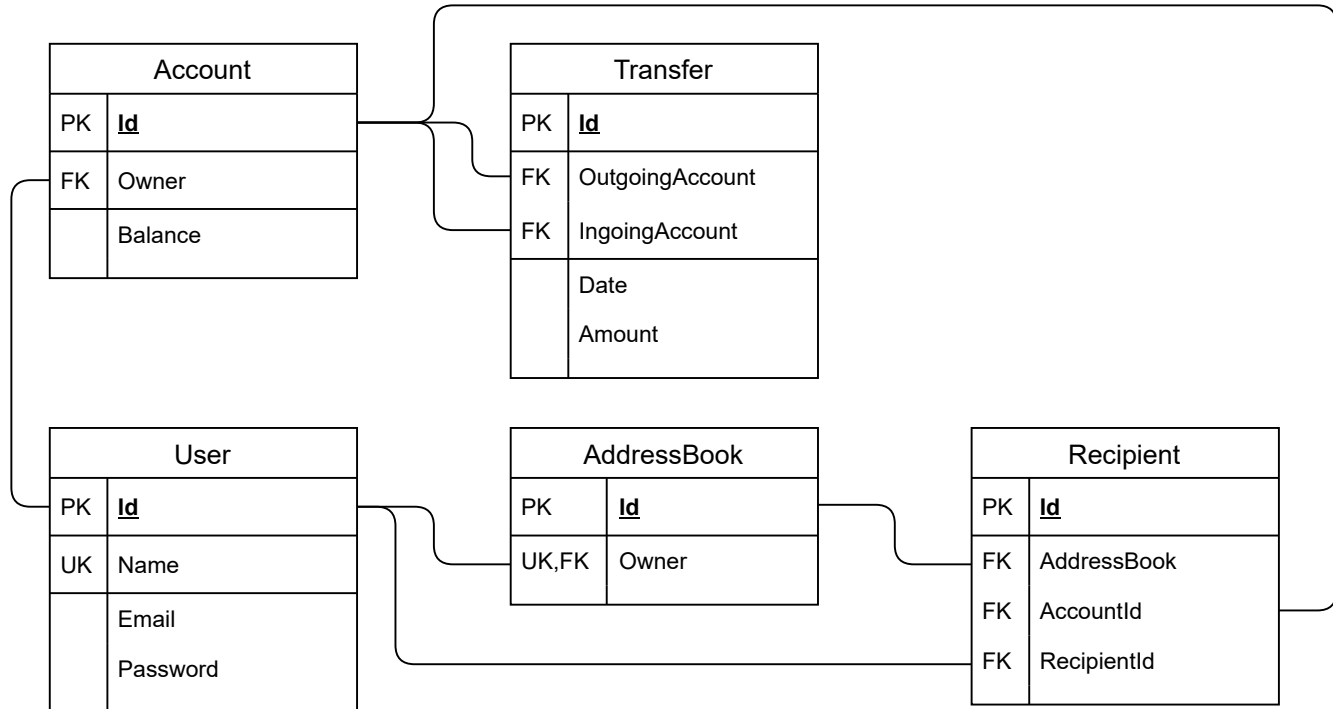 Account
PK Id
FK Owner
Balance
Transfer
PK Id
FK OutgoingAccount
FK IngoingAccount
Date
Amount
User
PK Id
UK Name
Email
Password
AddressBook
PK Id
UK,FK Owner
Recipient
PK Id
FK AddressBook
FK AccountId
FK RecipientId